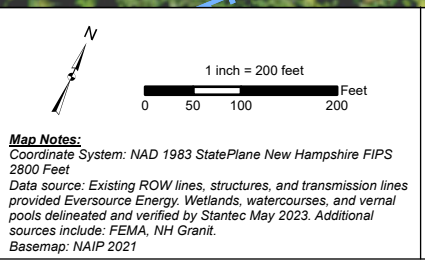 N
1 inch = 200 feet
Feet
0 50 100 200
Map Notes:
Coordinate System: NAD 1983 StatePlane New Hampshire FIPS
2800 Feet
Data source: Existing ROW lines, structures, and transmission lines
provided Eversource Energy. Wetlands, watercourses, and vernal
pools delineated and verified by Stantec May 2023. Additional
sources include: FEMA, NH Granit.
Basemap: NAIP 2021